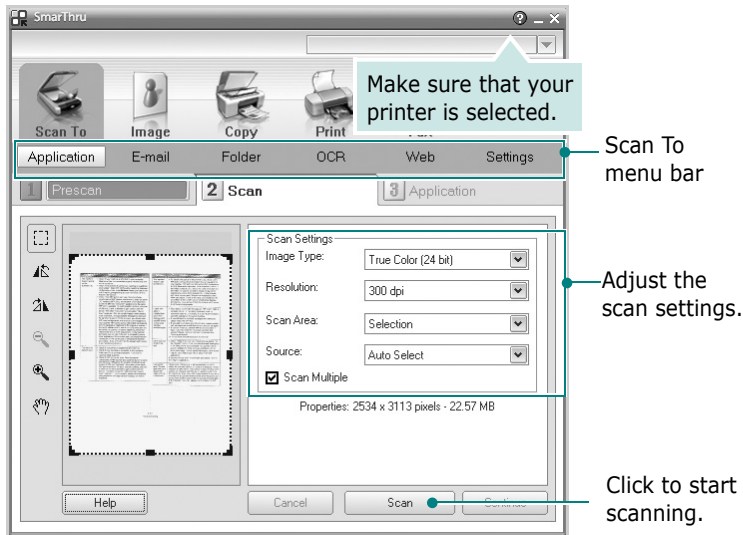 SmarThru
Make sure that your
printer is selected.
Scan To
Image
Copy
Print
Application
E-mail
Folder
OCR
Web
Settings
Scan To
menu bar
1 Prescan
2 Scan
3 Application
Scan Settings
Image Type:
True Color (24 bit)
Resolution:
300 dpi
Scan Area:
Selection
Source:
Auto Select
Scan Multiple
Adjust the
scan settings.
Properties: 2534 x 3113 pixels - 22.57 MB
Help
Cancel
Scan
Continue
Click to start
scanning.